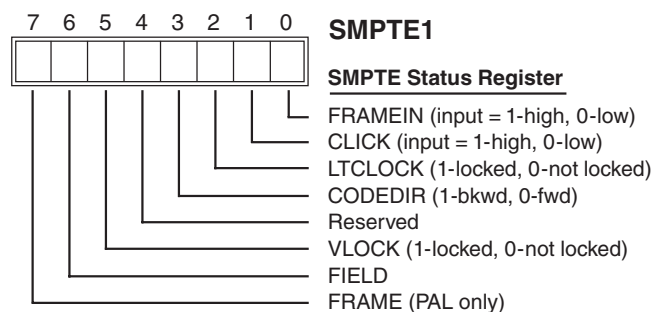 7 6 5 4 3 2 1 0
SMPTE1
SMPTE Status Register
FRAMEIN (input = 1-high, 0-low)
CLICK (input = 1-high, 0-low)
LTCLOCK (1-locked, 0-not locked)
CODEDIR (1-bkwd, 0-fwd)
Reserved
VLOCK (1-locked, 0-not locked)
FIELD
FRAME (PAL only)